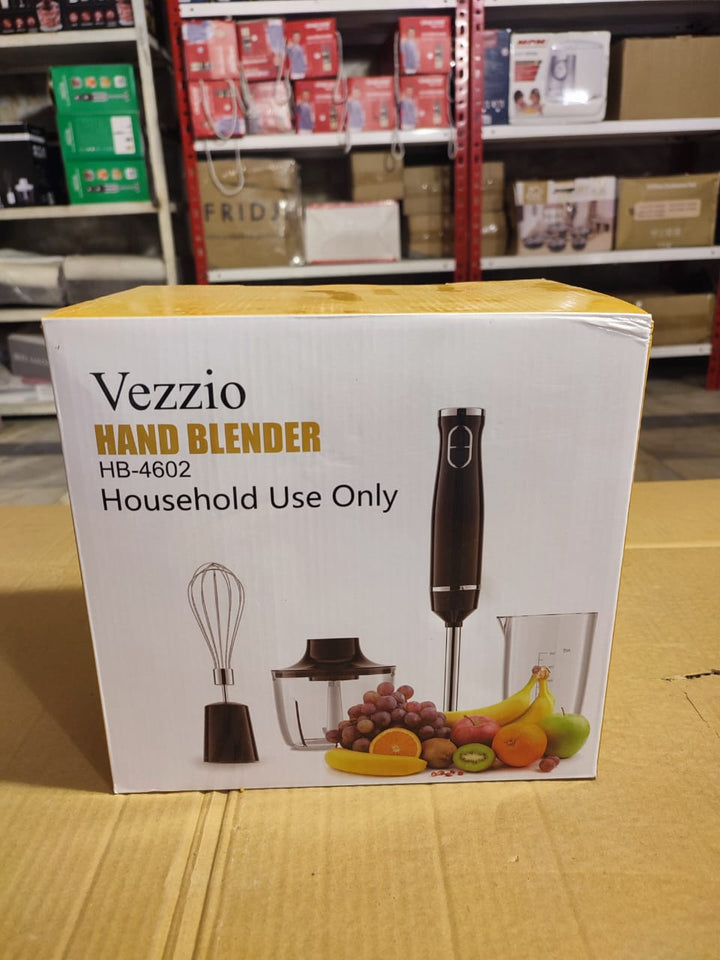 FRIDJ
Vezzio
HAND BLENDER
HB-4602
Household Use Only